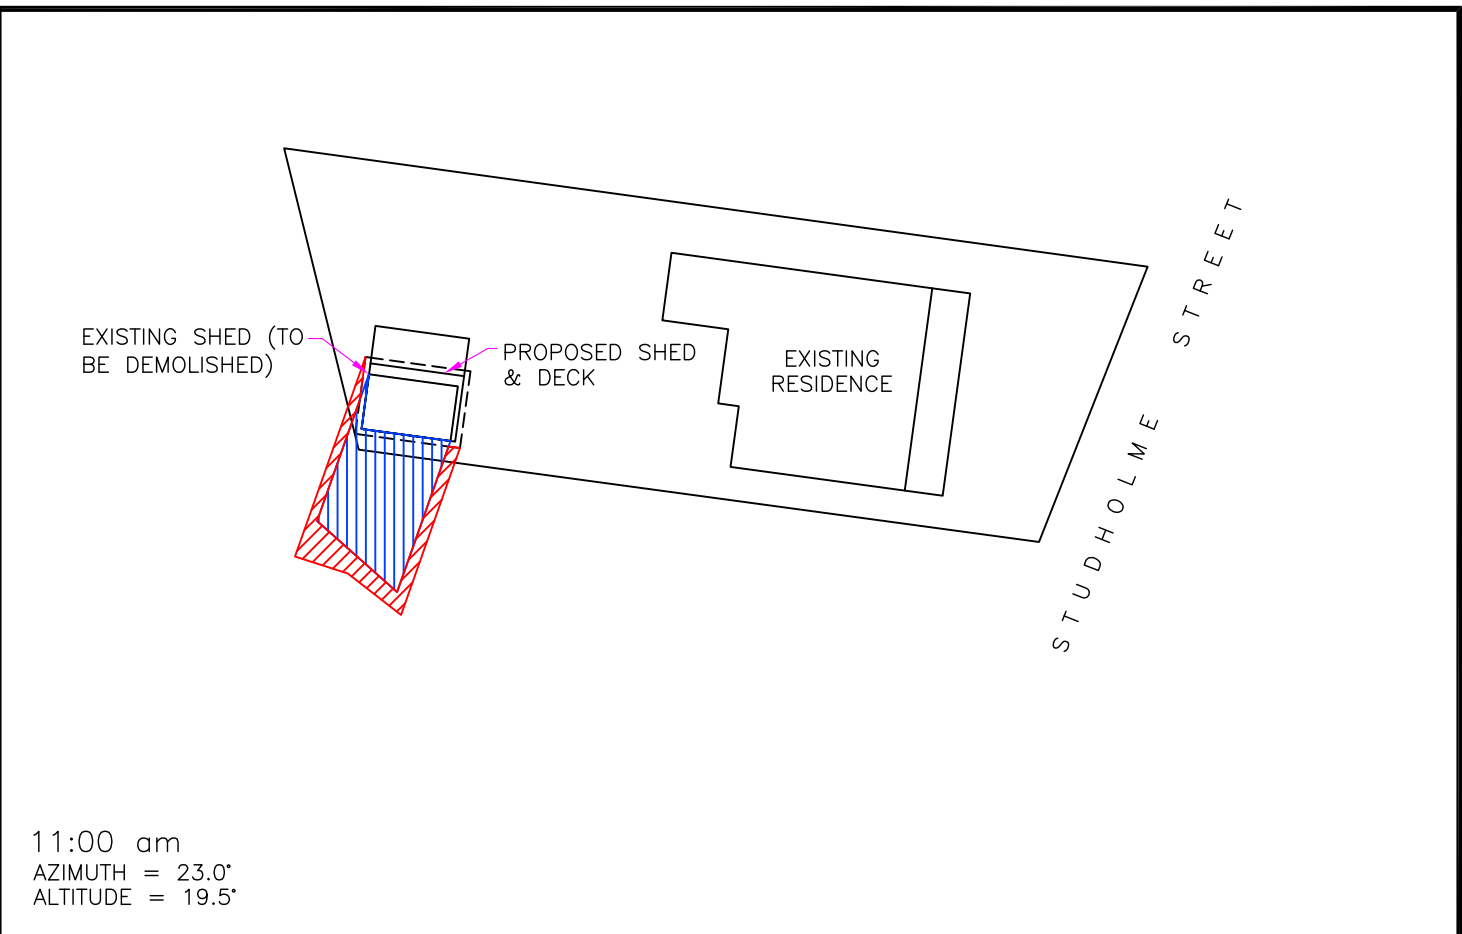 EXISTING SHED (TO
BE DEMOLISHED)
PROPOSED SHED
& DECK
EXISTING
RESIDENCE
STUDHOLME STREET
11:00 am
AZIMUTH = 23.0°
ALTITUDE = 19.5°